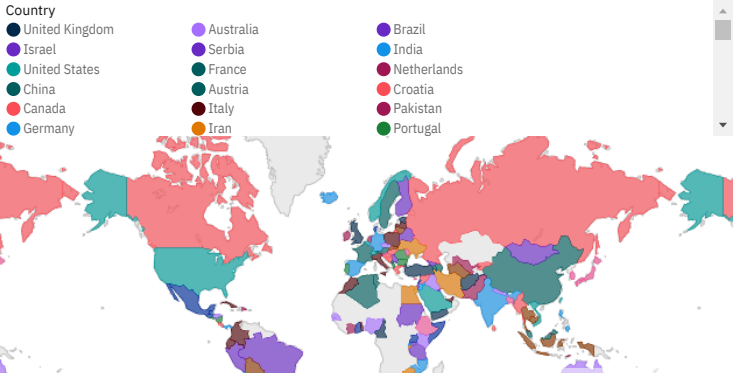 Country
United Kingdom
Australia
Brazil
Israel
Serbia
India
United States
France
Netherlands
China
Austria
Croatia
Canada
Italy
Pakistan
Germany
Iran
Portugal